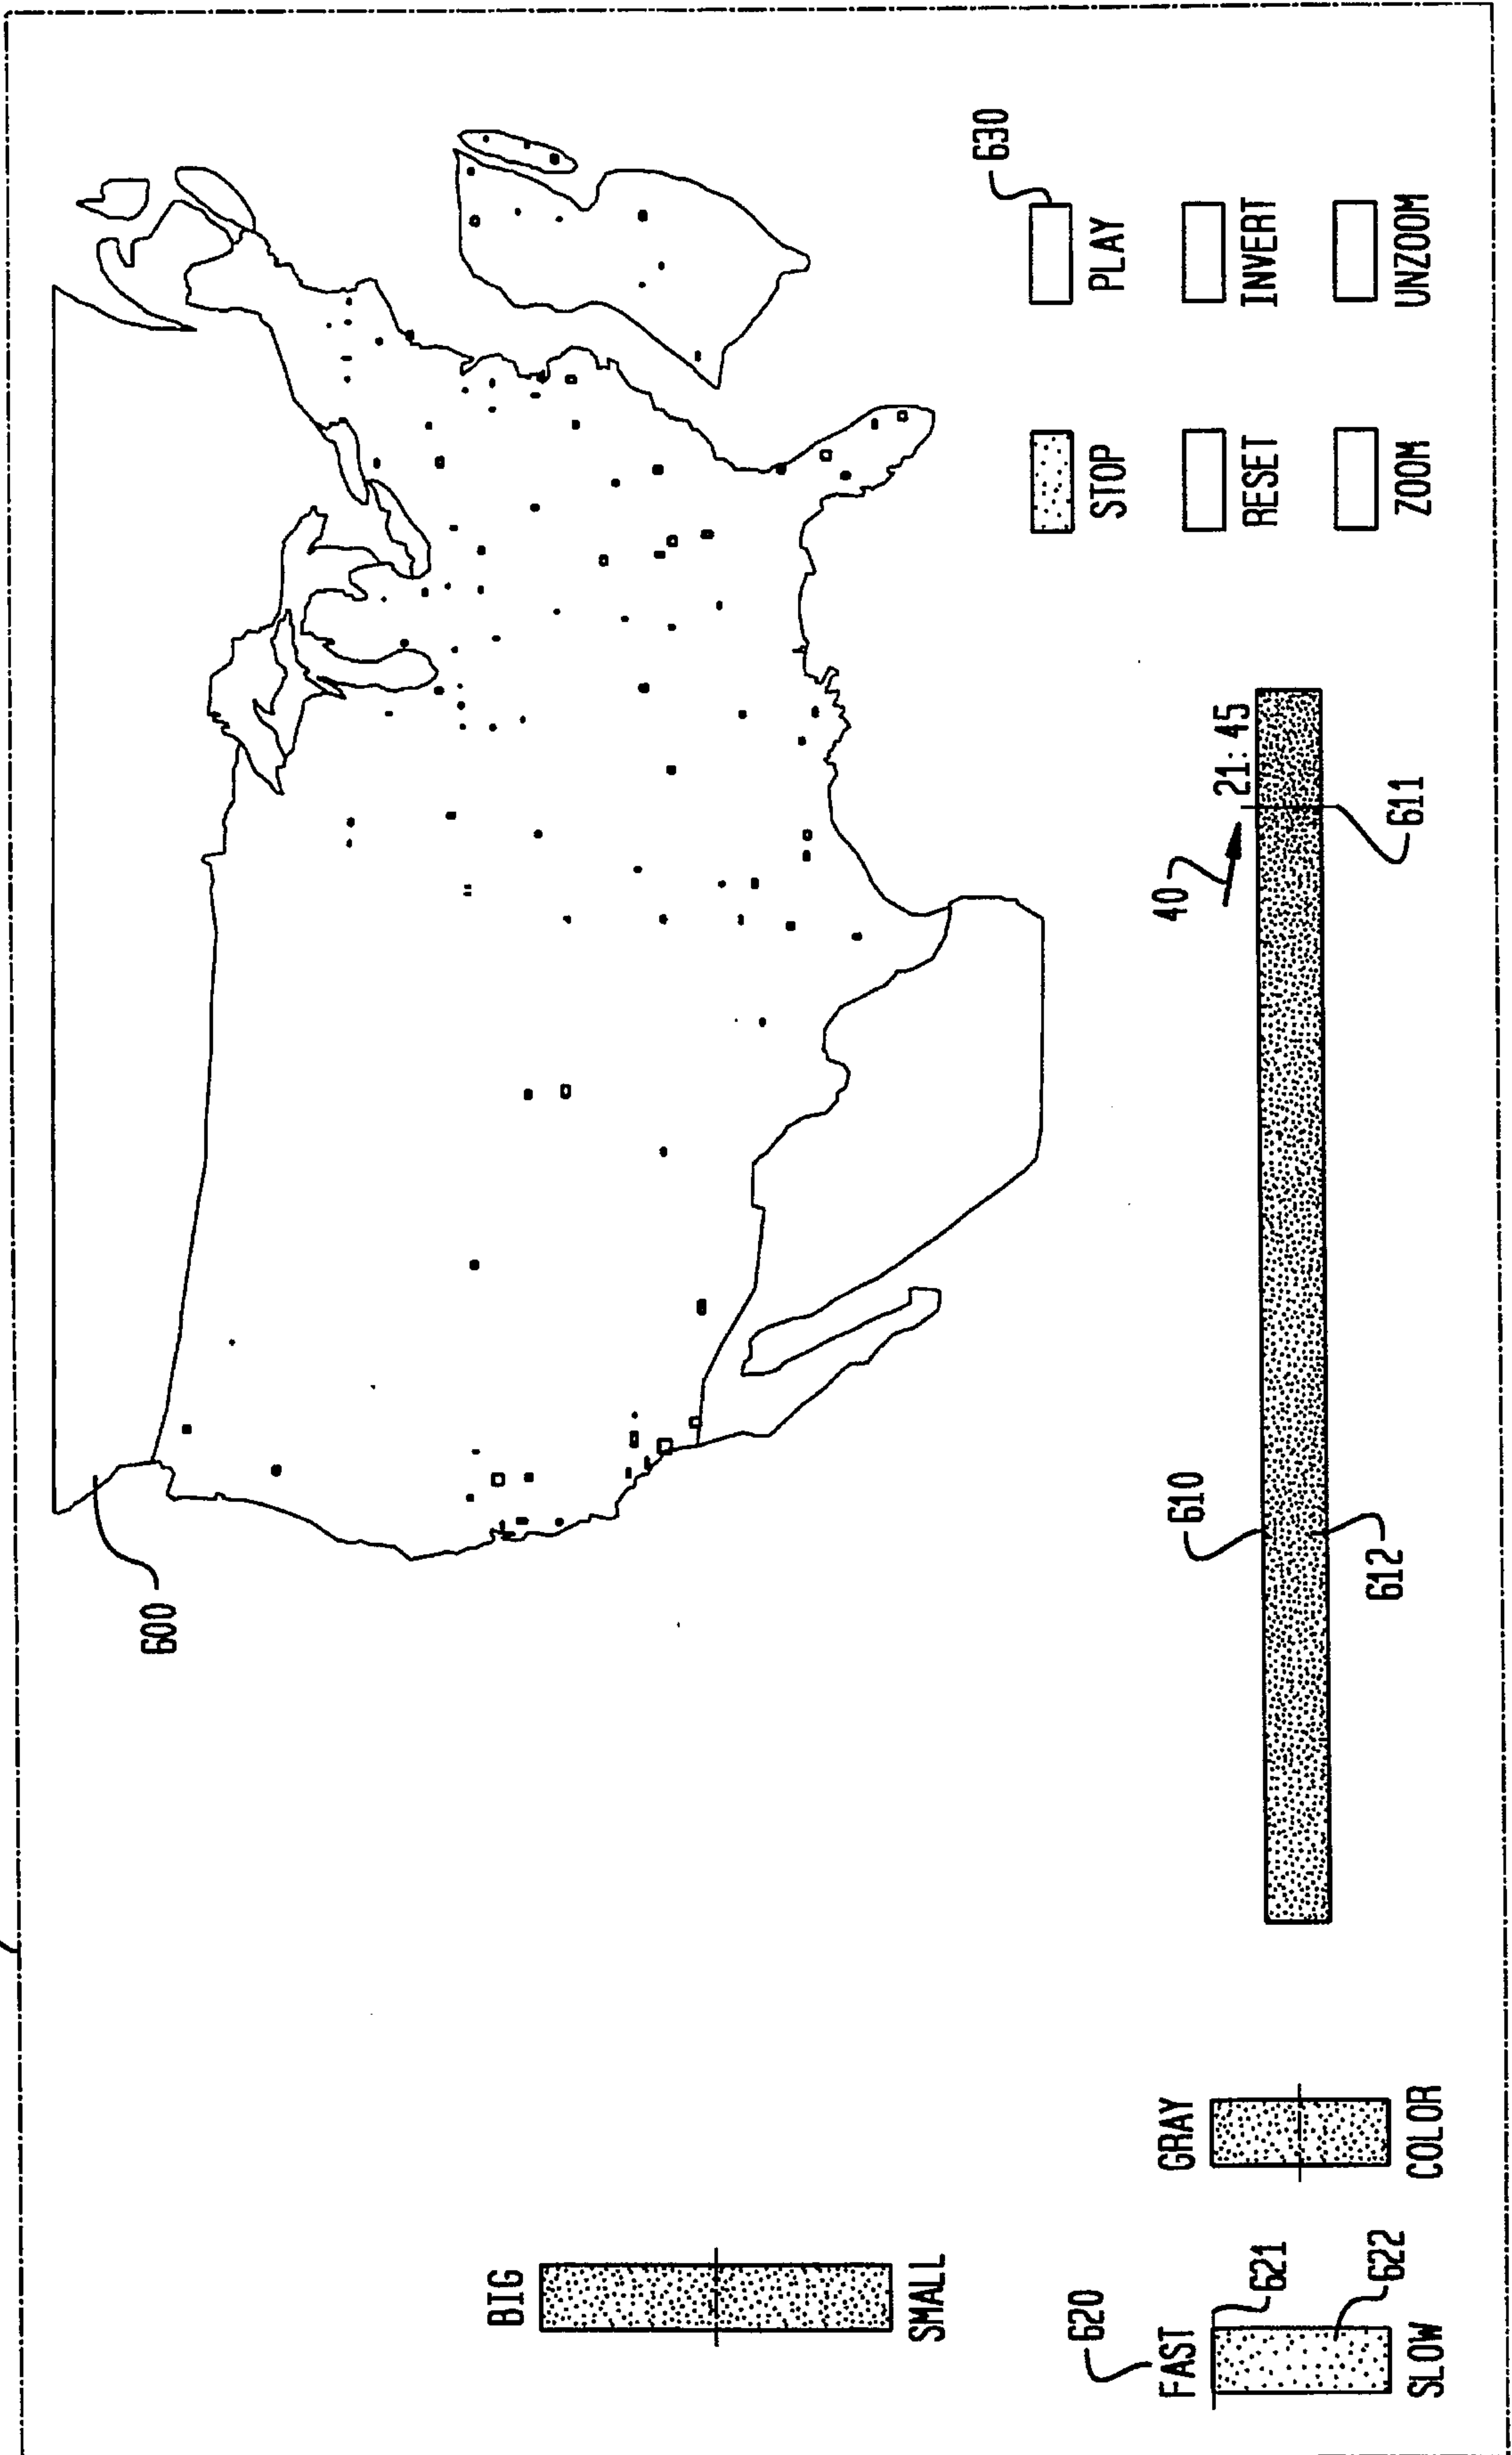 600
630
STOP
PLAY
RESET
INVERT
ZOOM
UNZOOM
BIG
SMALL
620
FAST
621
622
SLOW
GRAY
COLOR
610
612
40
21:45
611